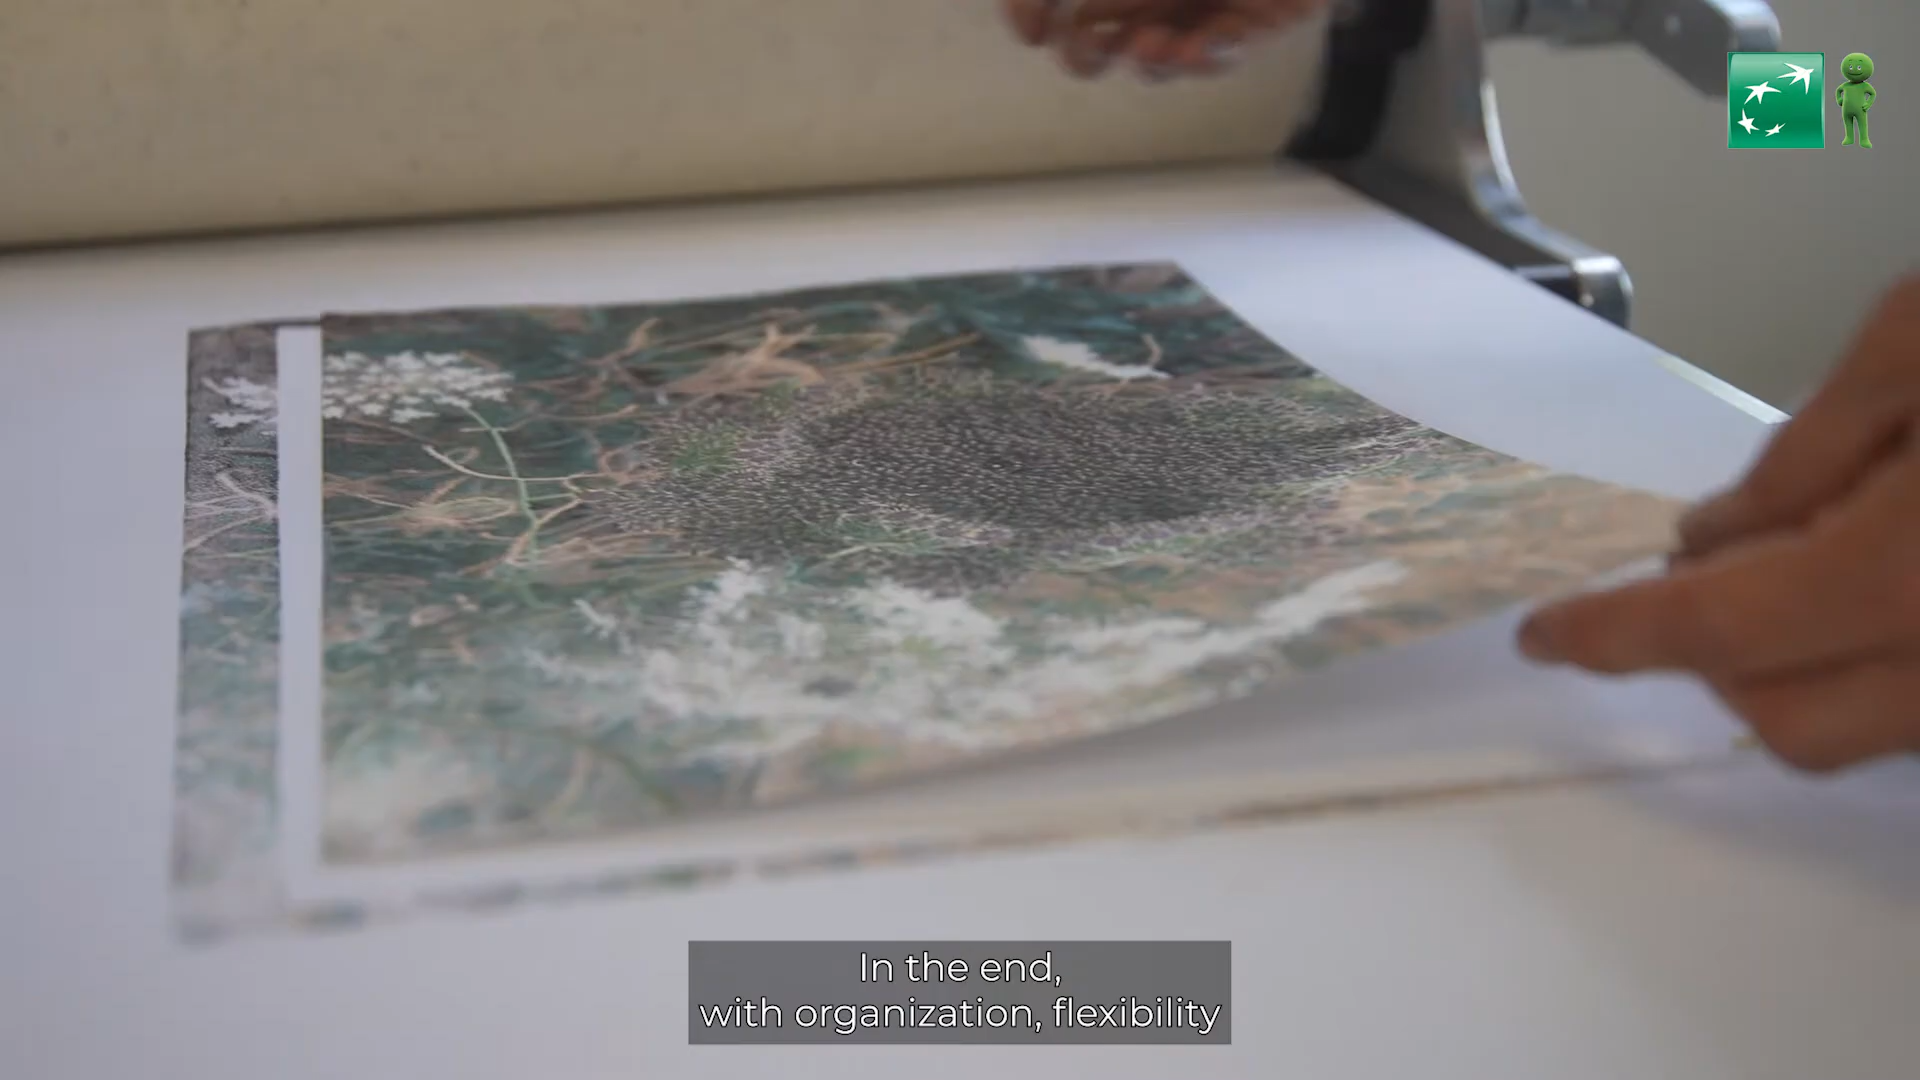 In the end,
with organization, flexibility